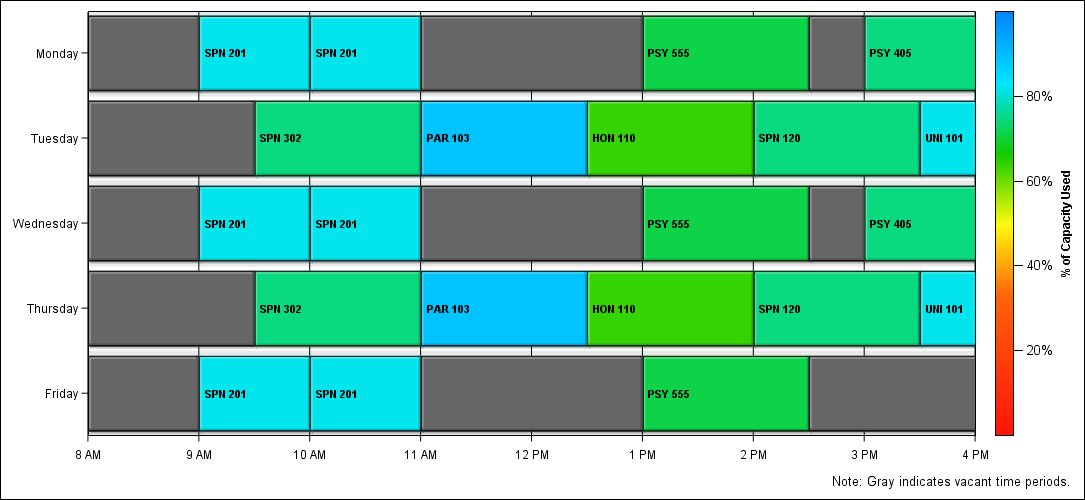 Monday SPN 201 SPN 201 PSY 555 PSY 405
80%
Tuesday SPN 302 PAR 103 HON 110 SPN 120 UNI 101
60%
Wednesday SPN 201 SPN 201 PSY 555 PSY 405
% of Capacity Used
40%
Thursday SPN 302 PAR 103 HON 110 SPN 120 UNI 101
20%
Friday SPN 201 SPN 201 PSY 555
8 AM 9 AM 10 AM 11 AM 12 PM 1 PM 2 PM 3 PM 4 PM
Note: Gray indicates vacant time periods.